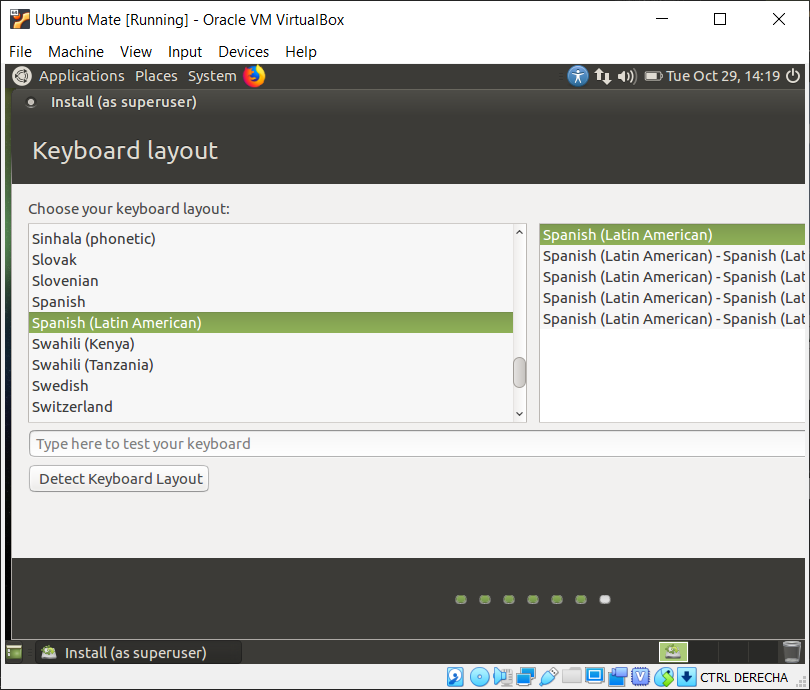 Ubuntu Mate [Running] - Oracle VM VirtualBox
File Machine View Input Devices Help
Applications Places System Tue Oct 29, 14:19
Install (as superuser)
Keyboard layout
Choose your keyboard layout:
Sinhala (phonetic)
Slovak
Slovenian
Spanish
Spanish (Latin American)
Swahili (Kenya)
Swahili (Tanzania)
Swedish
Switzerland
Spanish (Latin American)
Spanish (Latin American) - Spanish (Lat
Spanish (Latin American) - Spanish (Lat
Spanish (Latin American) - Spanish (Lat
Spanish (Latin American) - Spanish (Lat
Type here to test your keyboard
Detect Keyboard Layout
Install (as superuser)
CTRL DERECHA